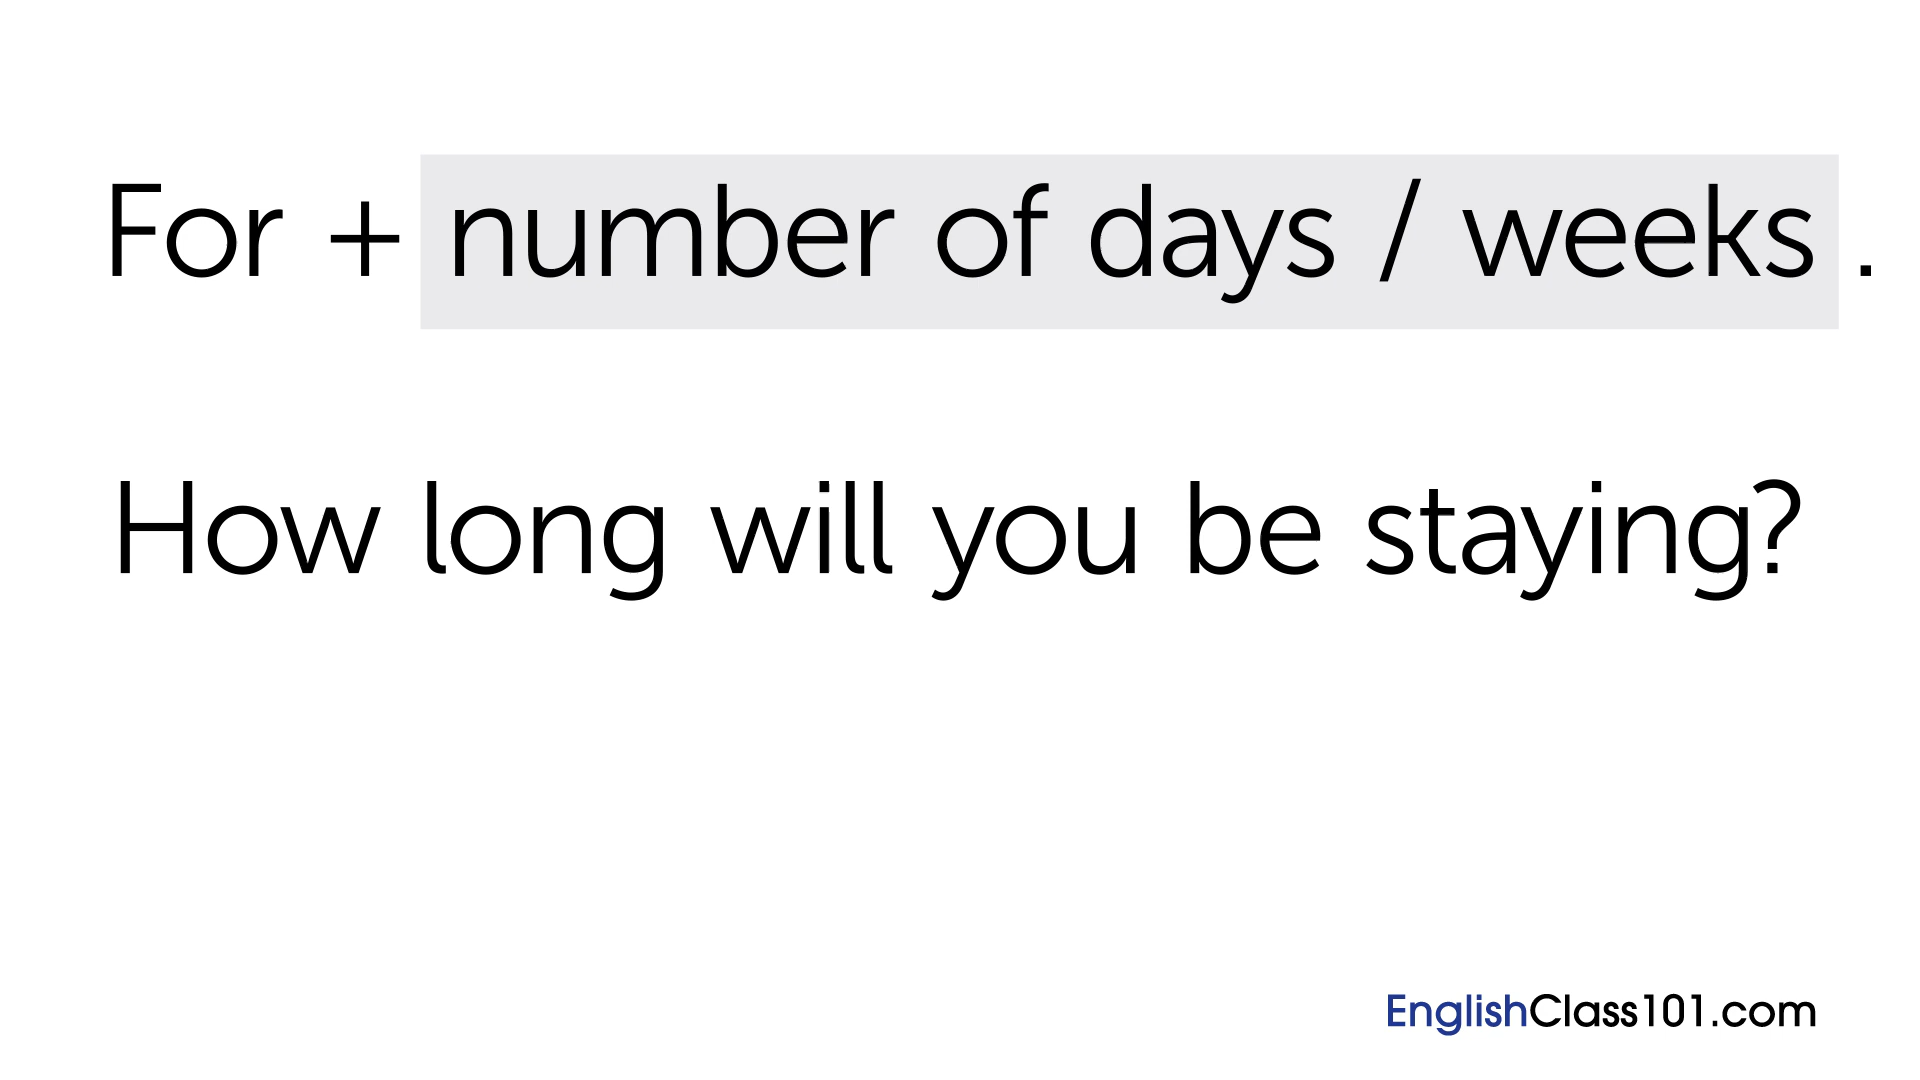 For + number of days / weeks .
How long will you be staying?
EnglishClass101.com